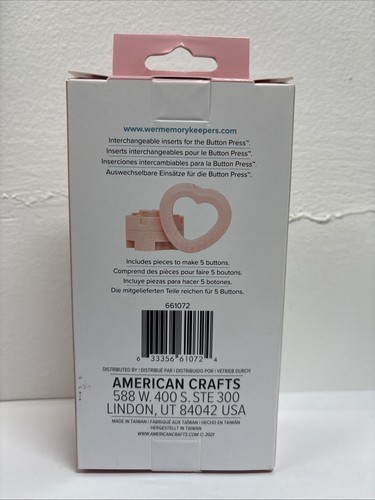 www.wermemorykeepers.com
Interchangeable inserts for the Button Press™.
Inserts interchangeables pour le Button Press™.
Inserciones intercambiables para la Button Press™.
Auswechselbare Einsätze für die Button Press™.
Includes pieces to make 5 buttons.
Comprend des pièces pour faire 5 boutons.
Incluye piezas para hacer 5 botones.
Die mitgelieferten Teile reichen für 5 Buttons.
661072
6 33356 61072 4
DISTRIBUTED BY | DISTRIBUÉ PAR | DISTRIBUIDO POR | VETRIEB DURCH
AMERICAN CRAFTS
588 W. 400 S. STE 300
LINDON, UT 84042 USA
MADE IN TAIWAN | FABRIQUÉ AUX TAÏWAN | HECHO EN TAIWÁN
HERGESTELLT IN TAIWAN
WWW.AMERICANCRAFTS.COM © 2021